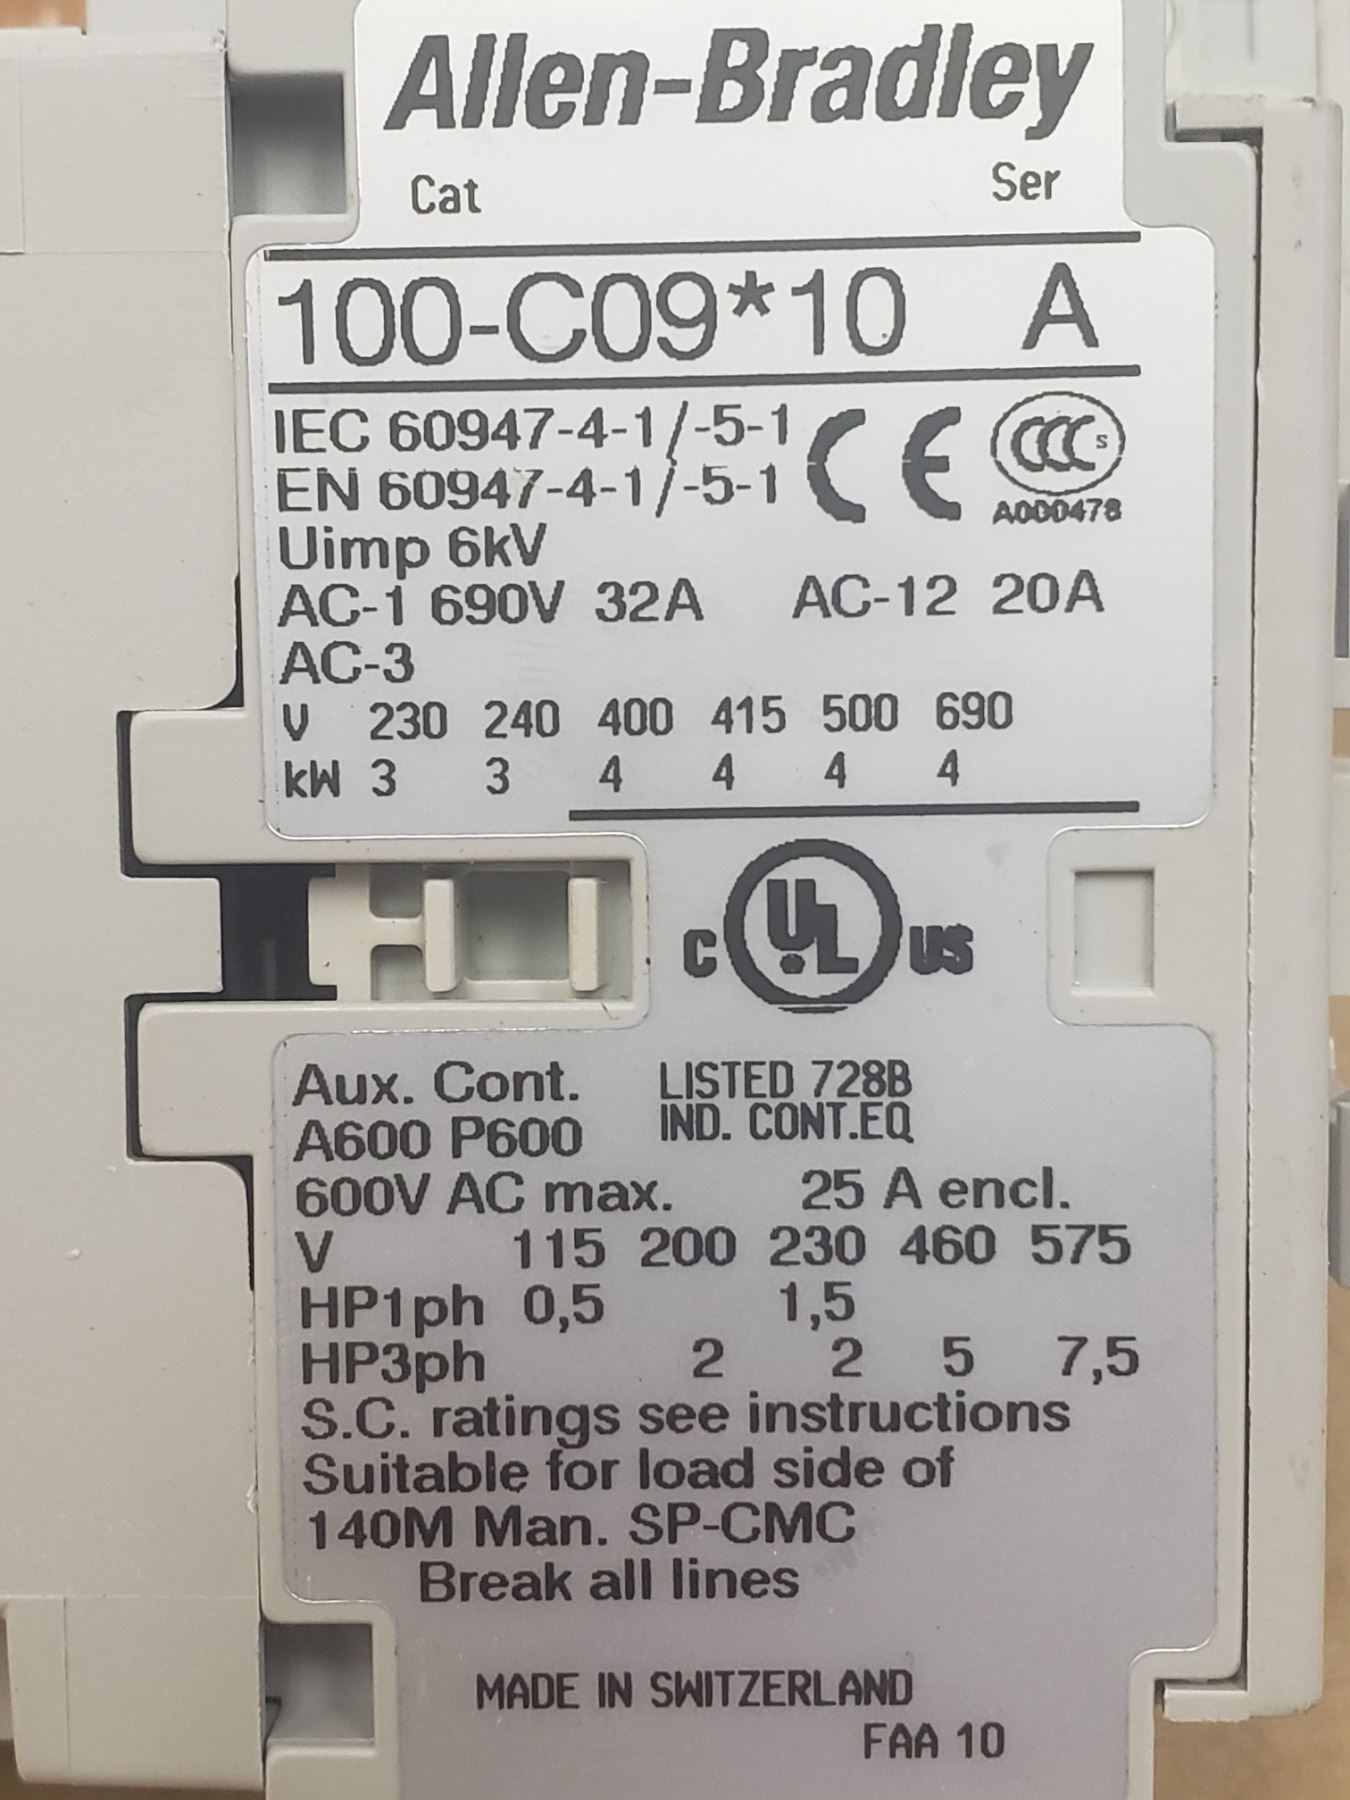 Allen-Bradley
Cat Ser
100-C09*10 A
IEC 60947-4-1/-5-1
EN 60947-4-1/-5-1
CE
CCC S
A000478
Uimp 6kV
AC-1 690V 32A AC-12 20A
AC-3
V 230 240 400 415 500 690
kW 3 3 4 4 4 4
C UL US
Aux. Cont. LISTED 728B
A600 P600 IND. CONT.EQ
600V AC max. 25 A encl.
V 115 200 230 460 575
HP1ph 0,5 1,5
HP3ph 2 2 5 7,5
S.C. ratings see instructions
Suitable for load side of
140M Man. SP-CMC
Break all lines
MADE IN SWITZERLAND
FAA 10